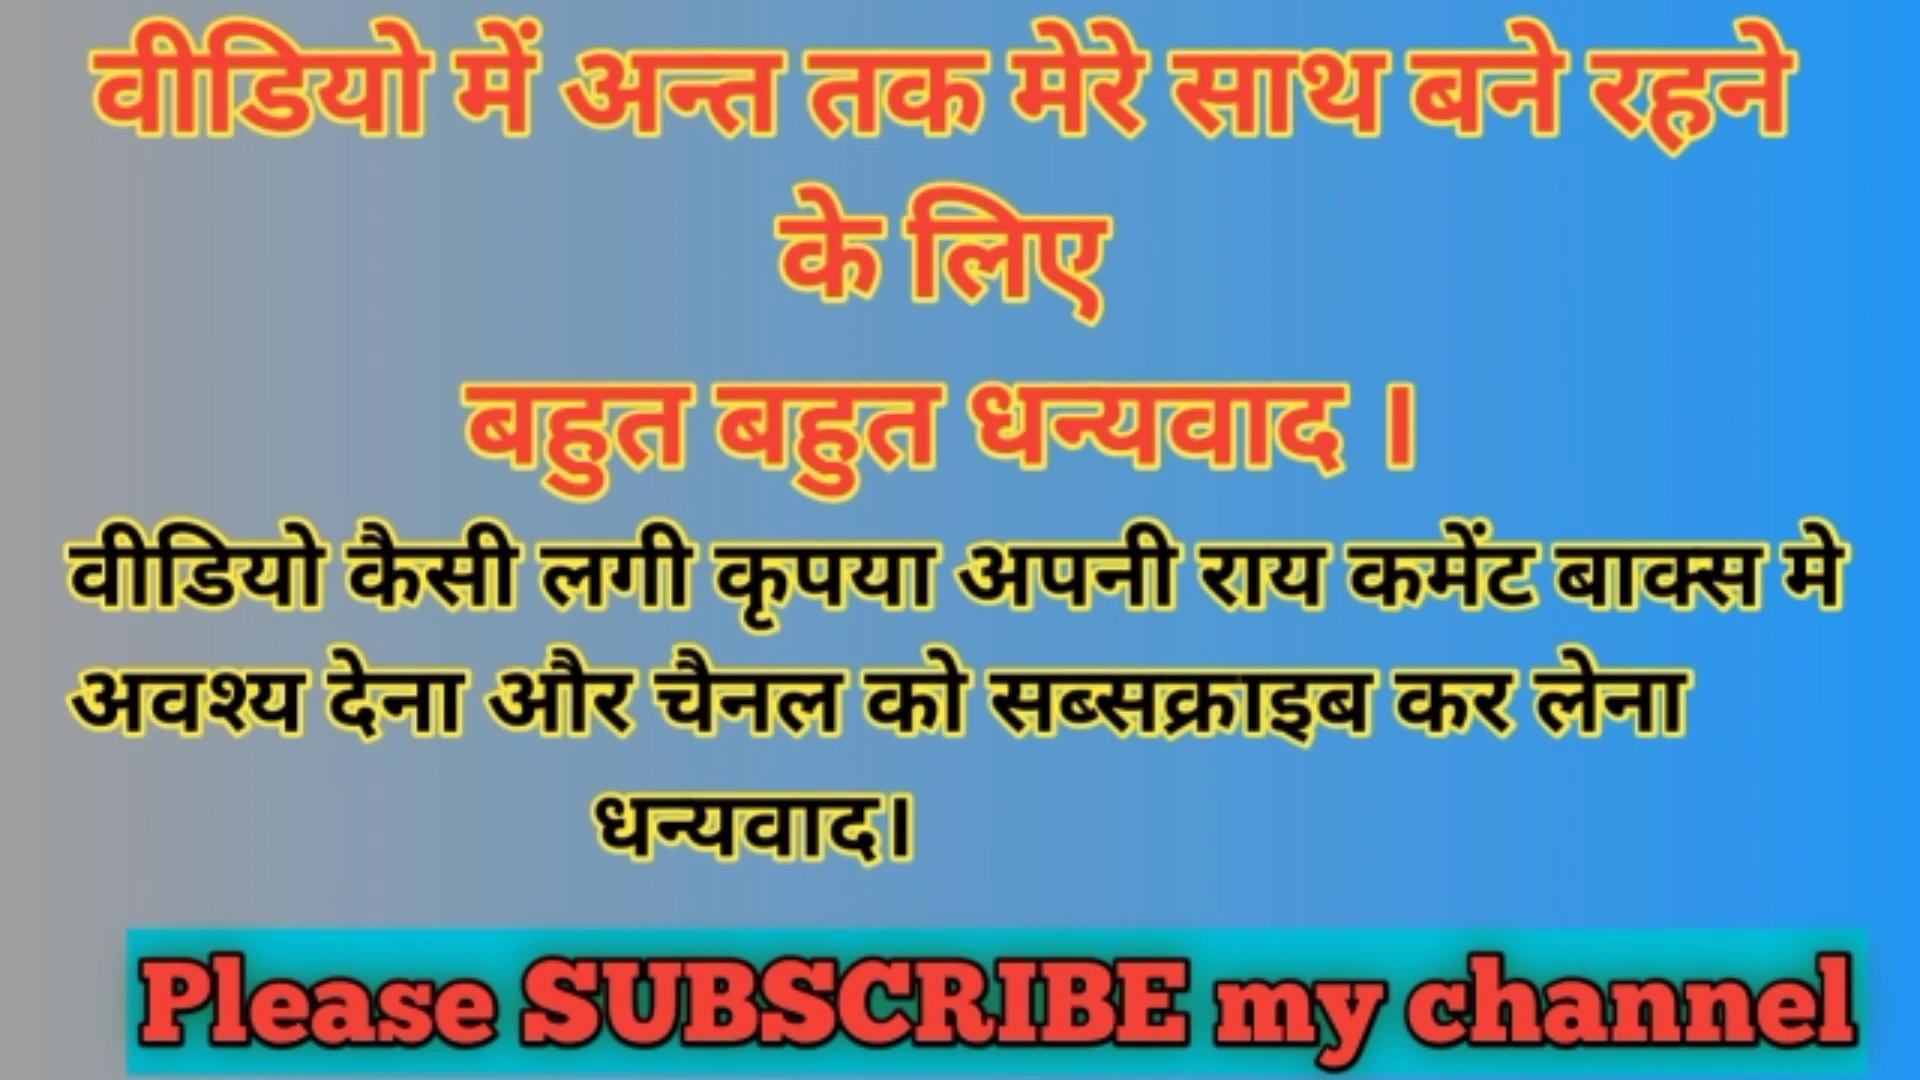 वीडियो में अन्त तक मेरे साथ बने रहने
के लिए
बहुत बहुत धन्यवाद ।
वीडियो कैसी लगी कृपया अपनी राय कमेंट बाक्स मे
अवश्य देना और चैनल को सब्सक्राइब कर लेना
धन्यवाद।
Please SUBSCRIBE my channel